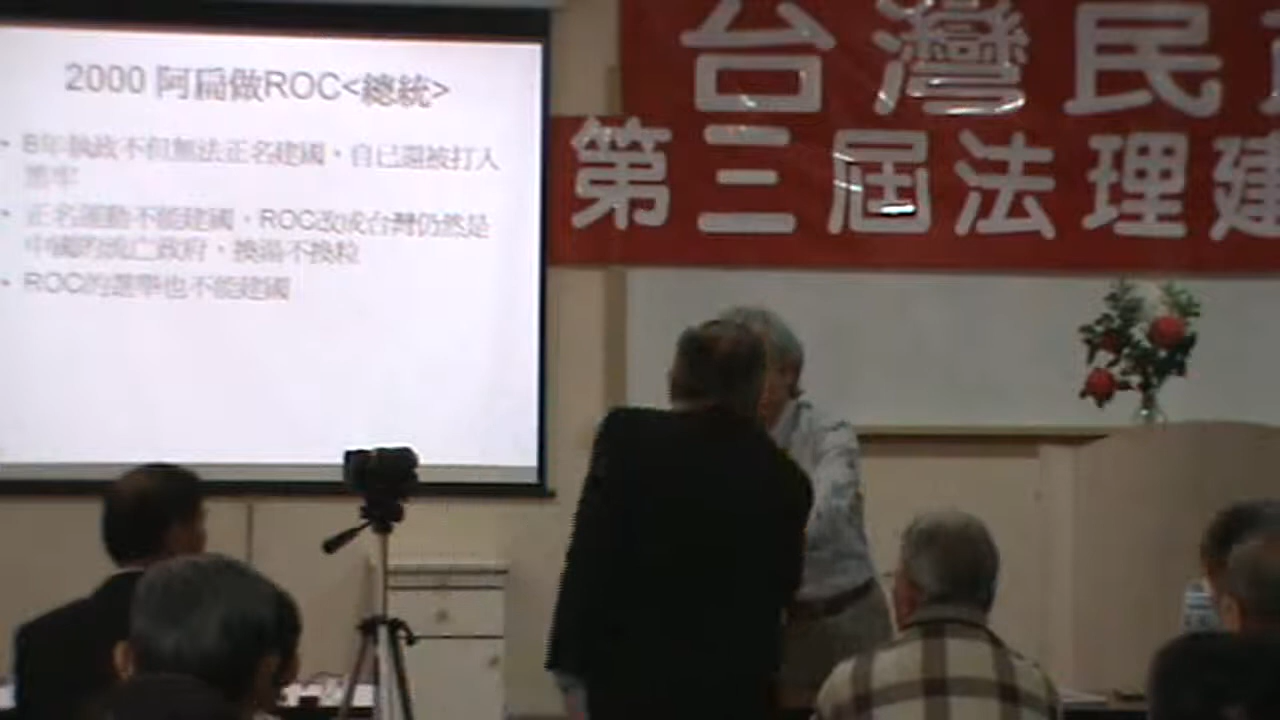 2000 阿扁做ROC<總統>
8年執政不但無法正名建國，自己還被打入
黑牢
正名運動不能建國，ROC改成台灣仍然是
中國的流亡政府，換湯不換粒
ROC的選舉也不能建國
台灣民
第三屆法理建